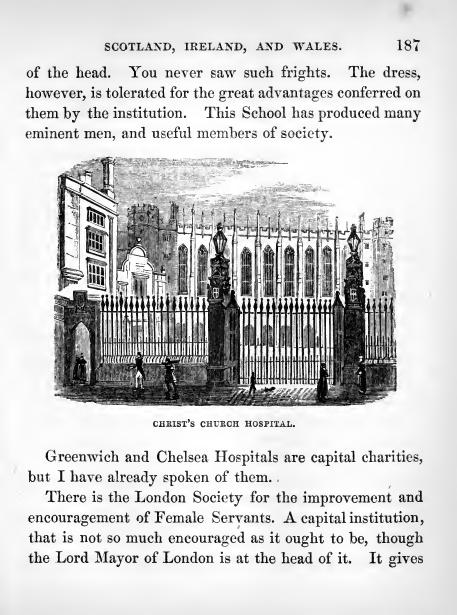 SCOTLAND, IRELAND, AND WALES. 187
of the head. You never saw such frights. The dress,
however, is tolerated for the great advantages conferred on
them by the institution. This School has produced many
eminent men, and useful members of society.
CHRIST'S CHURCH HOSPITAL.
Greenwich and Chelsea Hospitals are capital charities,
but I have already spoken of them.
There is the London Society for the improvement and
encouragement of Female Servants. A capital institution,
that is not so much encouraged as it ought to be, though
the Lord Mayor of London is at the head of it. It gives